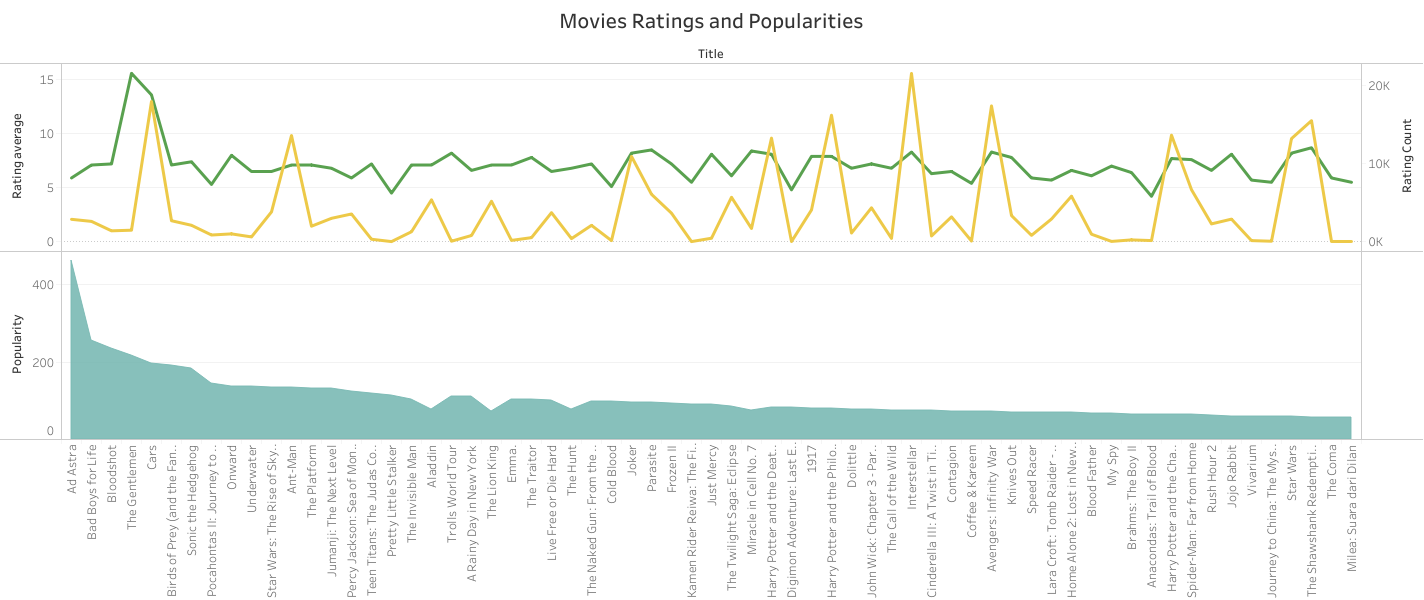 Movies Ratings and Popularities
Title
Rating average
15
10
5
0
20K
10K
0K
Rating Count
Popularity
400
200
0
Ad Astra
Bad Boys for Life
Bloodshot
The Gentlemen
Cars
Birds of Prey (and the Fan..
Sonic the Hedgehog
Pocahontas II: Journey to ..
Onward
Underwater
Star Wars: The Rise of Sky..
Ant-Man
The Platform
Jumanji: The Next Level
Percy Jackson: Sea of Mon..
Teen Titans: The Judas Co..
Pretty Little Stalker
The Invisible Man
Aladdin
Trolls World Tour
A Rainy Day in New York
The Lion King
Emma.
The Traitor
Live Free or Die Hard
The Hunt
The Naked Gun: From the ..
Cold Blood
Joker
Parasite
Frozen II
Kamen Rider Reiwa: The Fi..
Just Mercy
The Twilight Saga: Eclipse
Miracle in Cell No. 7
Harry Potter and the Deat..
Digimon Adventure: Last E..
1917
Harry Potter and the Philo..
Dolittle
John Wick: Chapter 3 - Par..
The Call of the Wild
Interstellar
Cinderella III: A Twist in Ti..
Contagion
Coffee & Kareem
Avengers: Infinity War
Knives Out
Speed Racer
Lara Croft: Tomb Raider -..
Home Alone 2: Lost in New..
Blood Father
My Spy
Brahms: The Boy II
Anacondas: Trail of Blood
Harry Potter and the Cha..
Spider-Man: Far from Home
Rush Hour 2
Jojo Rabbit
Vivarium
Journey to China: The Mys..
Star Wars
The Shawshank Redempti..
The Coma
Milea: Suara dari Dilan